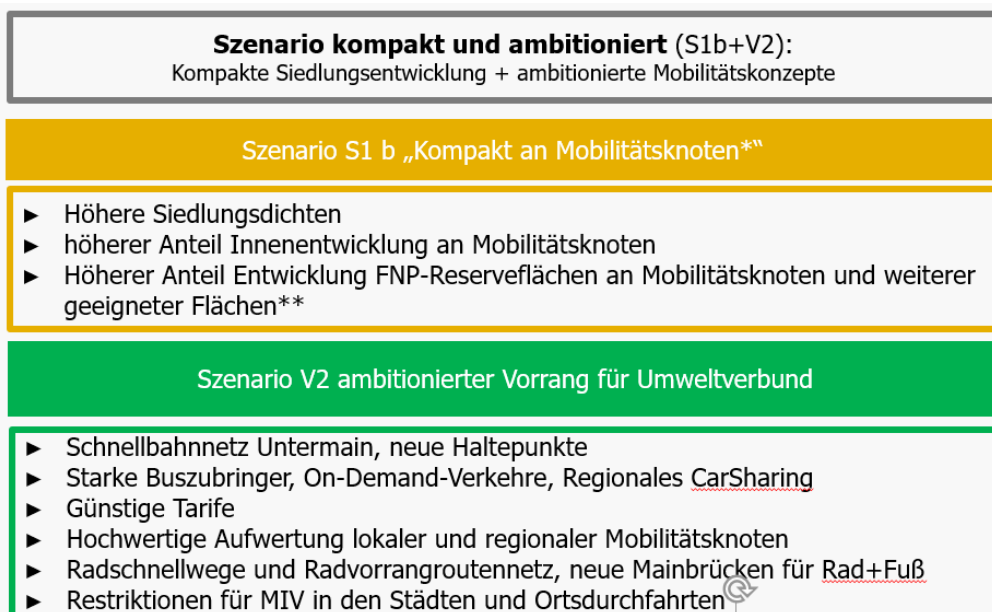 Szenario kompakt und ambitioniert (S1b+V2):
Kompakte Siedlungsentwicklung + ambitionierte Mobilitätskonzepte
Szenario S1 b „Kompakt an Mobilitätsknoten*“
► Höhere Siedlungsdichten
► höherer Anteil Innenentwicklung an Mobilitätsknoten
► Höherer Anteil Entwicklung FNP-Reserveflächen an Mobilitätsknoten und weiterer
geeigneter Flächen**
Szenario V2 ambitionierter Vorrang für Umweltverbund
► Schnellbahnnetz Untermain, neue Haltepunkte
► Starke Buszubringer, On-Demand-Verkehre, Regionales CarSharing
► Günstige Tarife
► Hochwertige Aufwertung lokaler und regionaler Mobilitätsknoten
► Radschnellwege und Radvorrangroutennetz, neue Mainbrücken für Rad+Fuß
► Restriktionen für MIV in den Städten und Ortsdurchfahrten